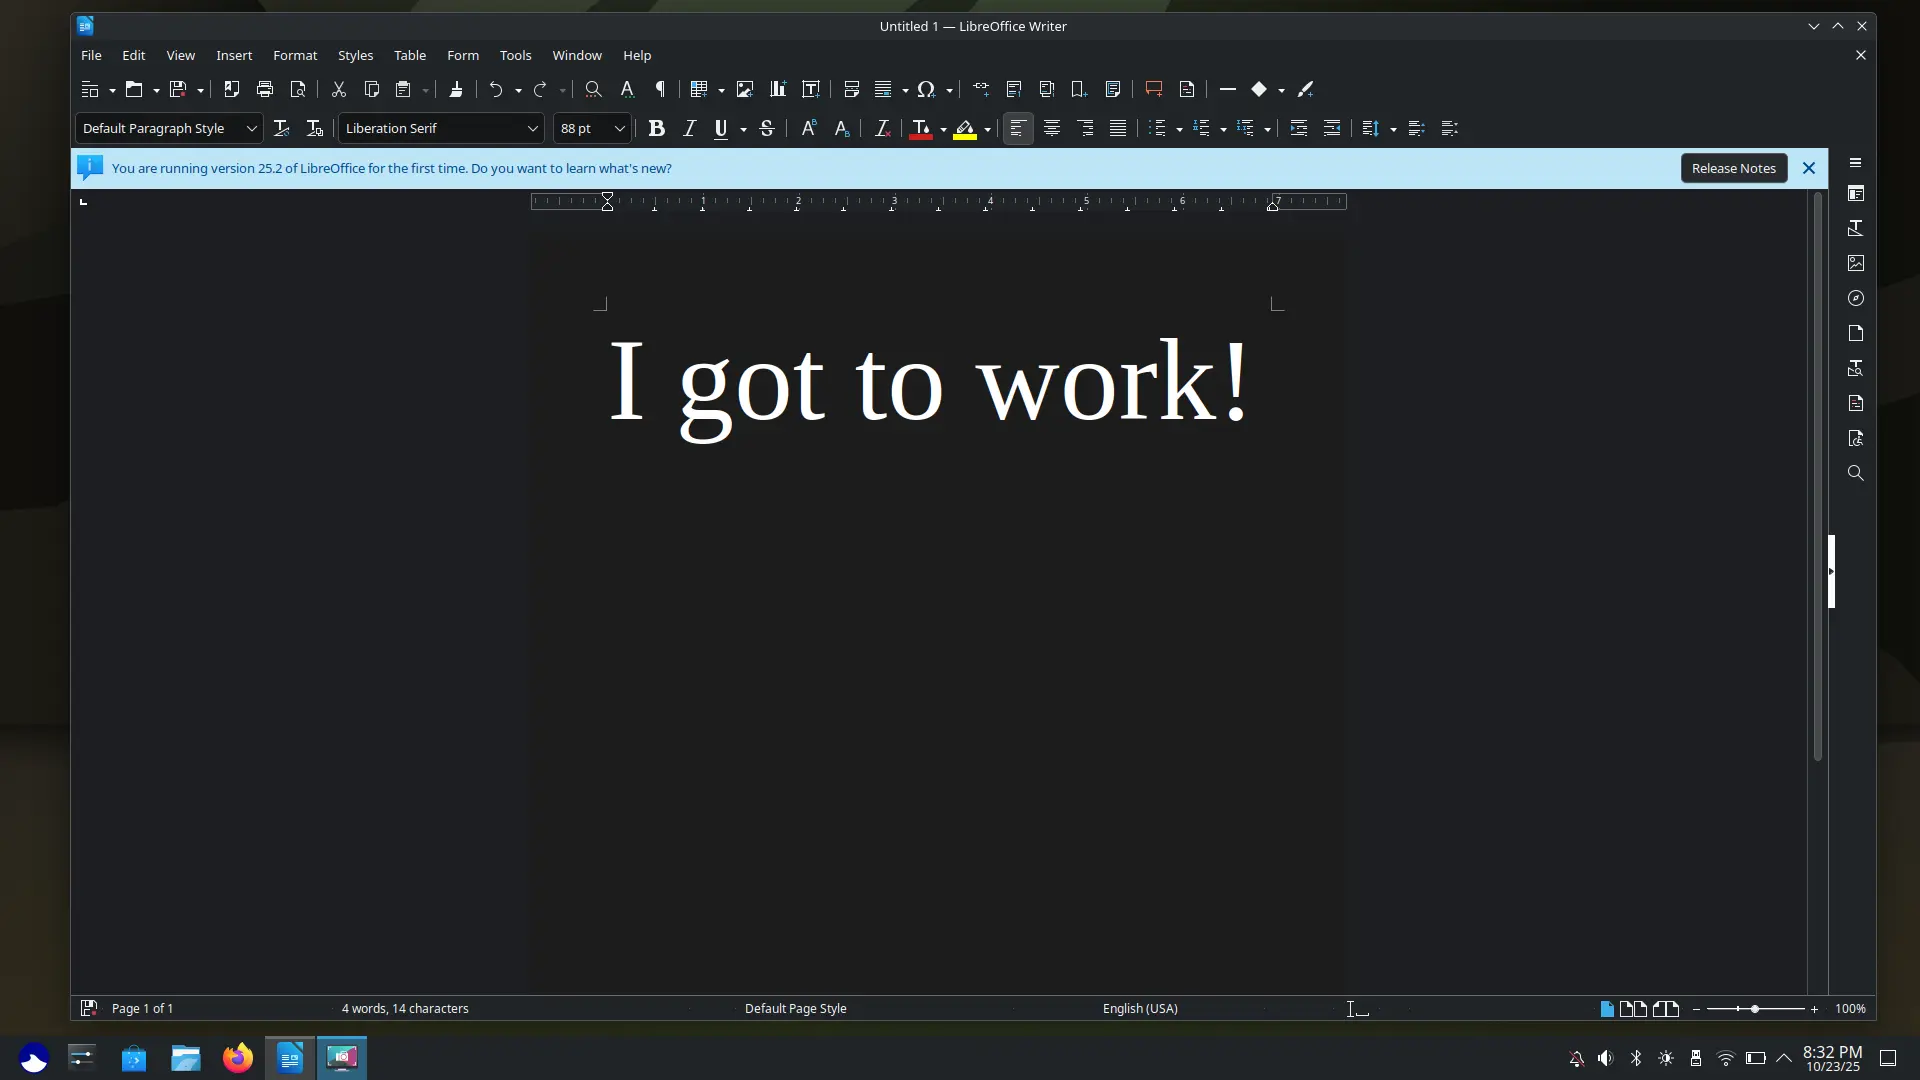 Untitled 1 — LibreOffice Writer
File Edit View Insert Format Styles Table Form Tools Window Help
Default Paragraph Style Liberation Serif 88 pt
You are running version 25.2 of LibreOffice for the first time. Do you want to learn what's new? Release Notes
1 2 3 4 5 6 7
I got to work!
Page 1 of 1 4 words, 14 characters Default Page Style English (USA) 100%
8:32 PM
10/23/25